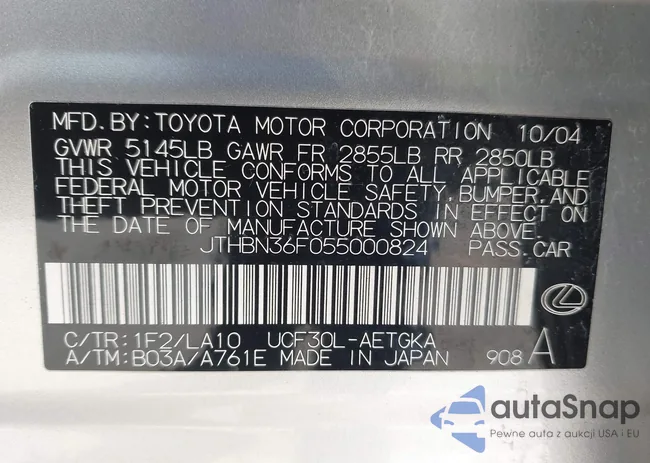 MFD.BY:TOYOTA MOTOR CORPORATION 10/04
GVWR 5145LB GAWR FR 2855LB RR 2850LB
THIS VEHICLE CONFORMS TO ALL APPLICABLE
FEDERAL MOTOR VEHICLE SAFETY,BUMPER,AND
THEFT PREVENTION STANDARDS IN EFFECT ON
THE DATE OF MANUFACTURE SHOWN ABOVE.
JTHBN36F055000824 PASS.CAR
C/TR:1F2/LA10 UCF30L-AETGKA
A/TM:B03A/A761E MADE IN JAPAN 908 A
autoSnap
Pewne auta z aukcji USA i EU